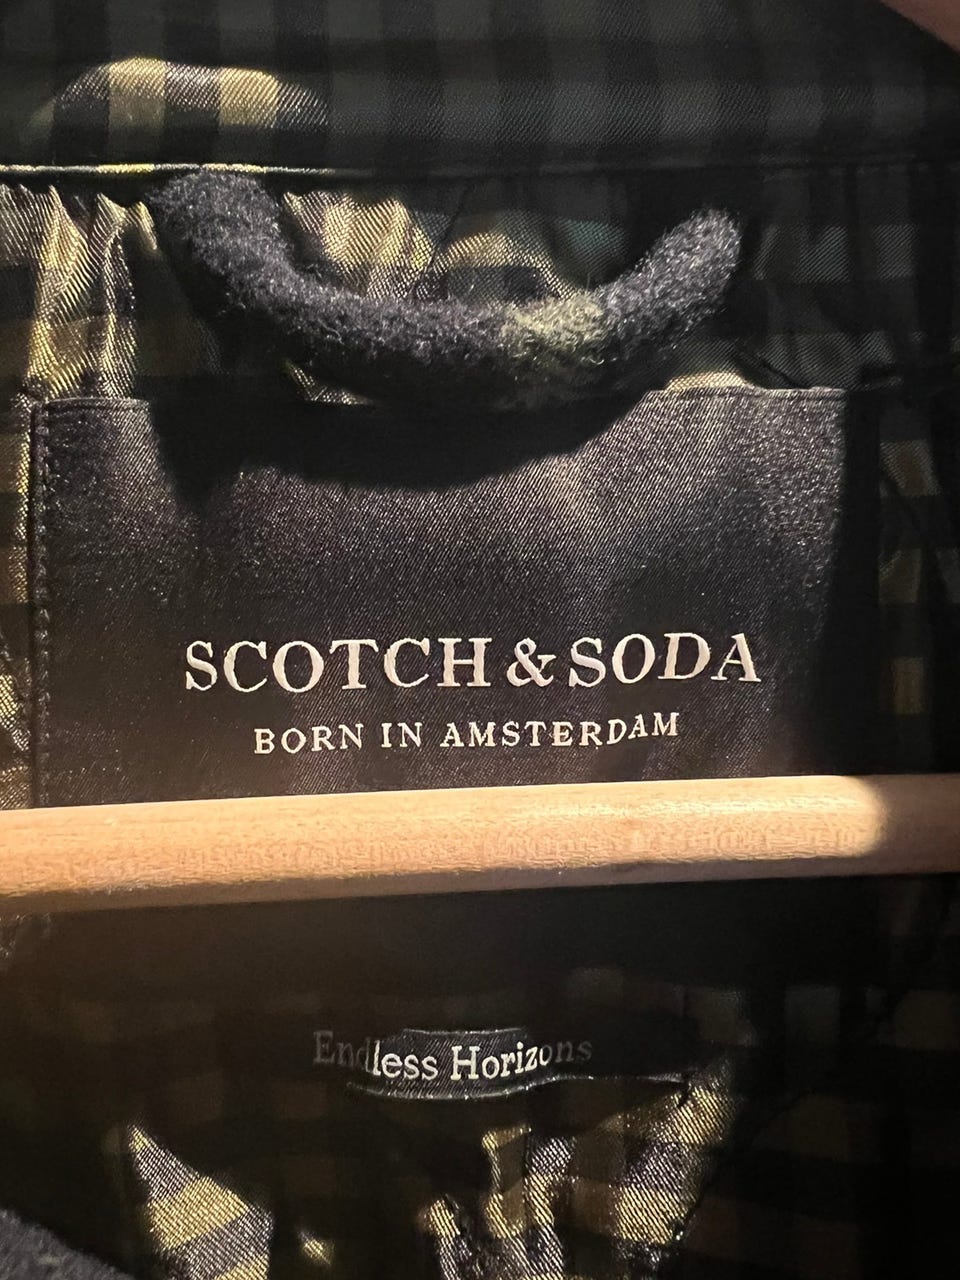 SCOTCH & SODA
BORN IN AMSTERDAM
Endless Horizons